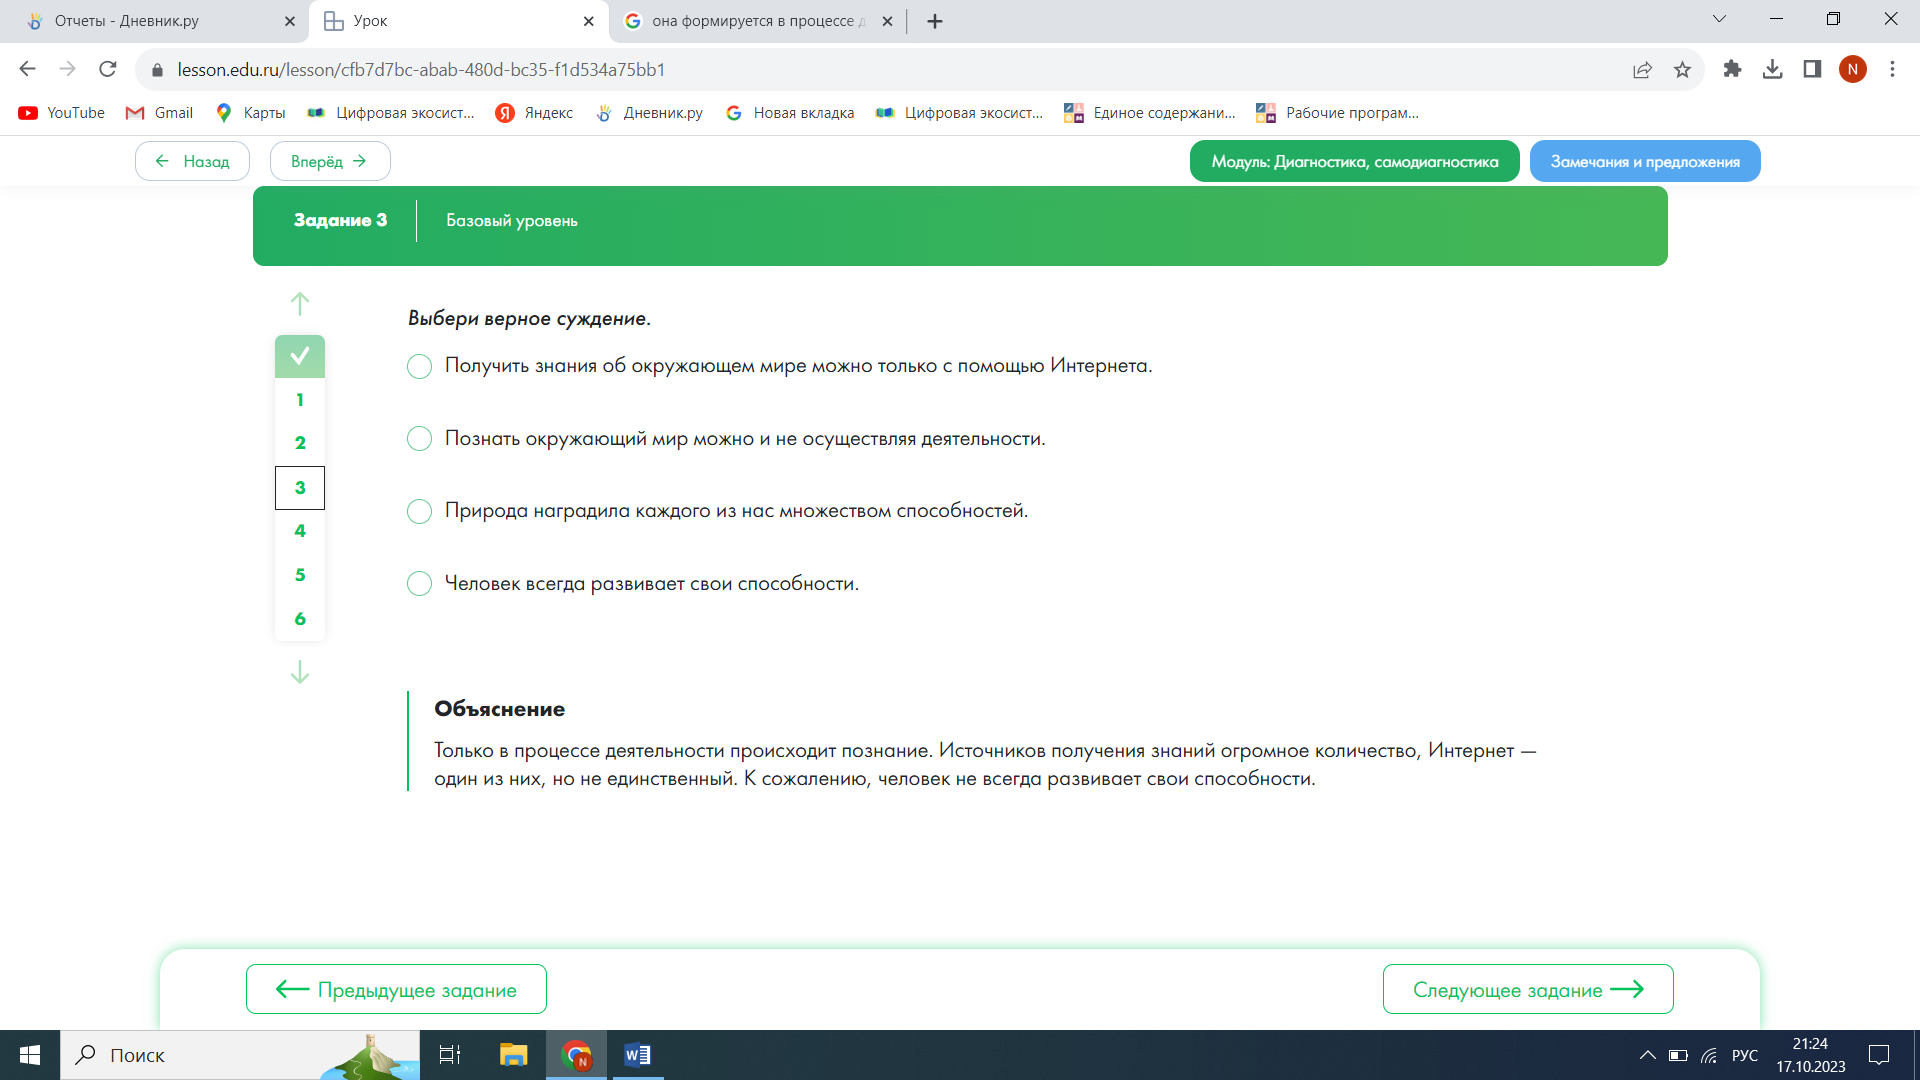 Отчеты - Дневник.ру
Урок
она формируется в процессе д
lesson.edu.ru/lesson/cfb7d7bc-abab-480d-bc35-f1d534a75bb1
N
YouTube
Gmail
Карты
Цифровая экосист...
Яндекс
Дневник.ру
Новая вкладка
Цифровая экосист...
Единое содержани...
Рабочие програм...
Назад
Вперёд
Модуль: Диагностика, самодиагностика
Замечания и предложения
Задание 3
Базовый уровень
Выбери верное суждение.
Получить знания об окружающем мире можно только с помощью Интернета.
1
2
Познать окружающий мир можно и не осуществляя деятельности.
3
Природа наградила каждого из нас множеством способностей.
4
5
Человек всегда развивает свои способности.
6
Объяснение
Только в процессе деятельности происходит познание. Источников получения знаний огромное количество, Интернет —
один из них, но не единственный. К сожалению, человек не всегда развивает свои способности.
Предыдущее задание
Следующее задание
Поиск
N
РУС
21:24
17.10.2023